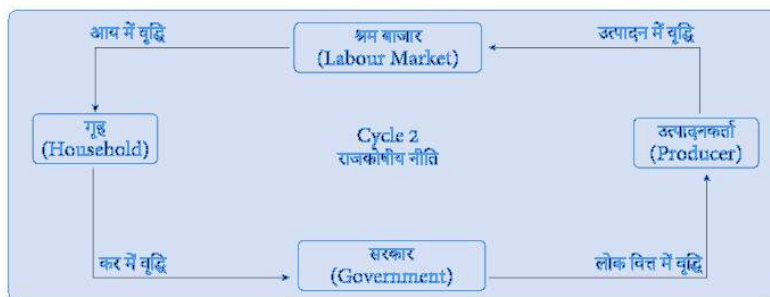 आय में वृद्धि
श्रम बाजार
(Labour Market)
उत्पादन में वृद्धि
गृह
(Household)
Cycle 2
राजकोषीय नीति
उत्पादनकर्ता
(Producer)
कर में वृद्धि
सरकार
(Government)
लोक वित्त में वृद्धि